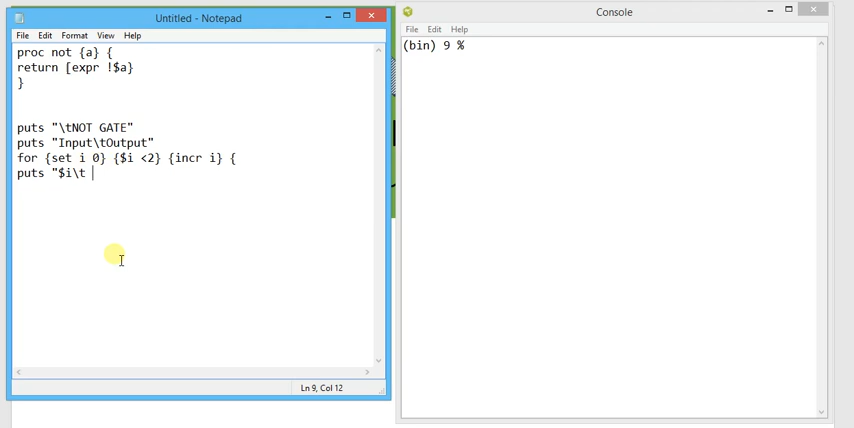 Untitled - Notepad
File Edit Format View Help
proc not {a} {
return [expr !$a}
}
puts "\tNOT GATE"
puts "Input\tOutput"
for {set i 0} {$i <2} {incr i} {
puts "$i\t
Ln 9, Col 12
Console
File Edit Help
(bin) 9 %